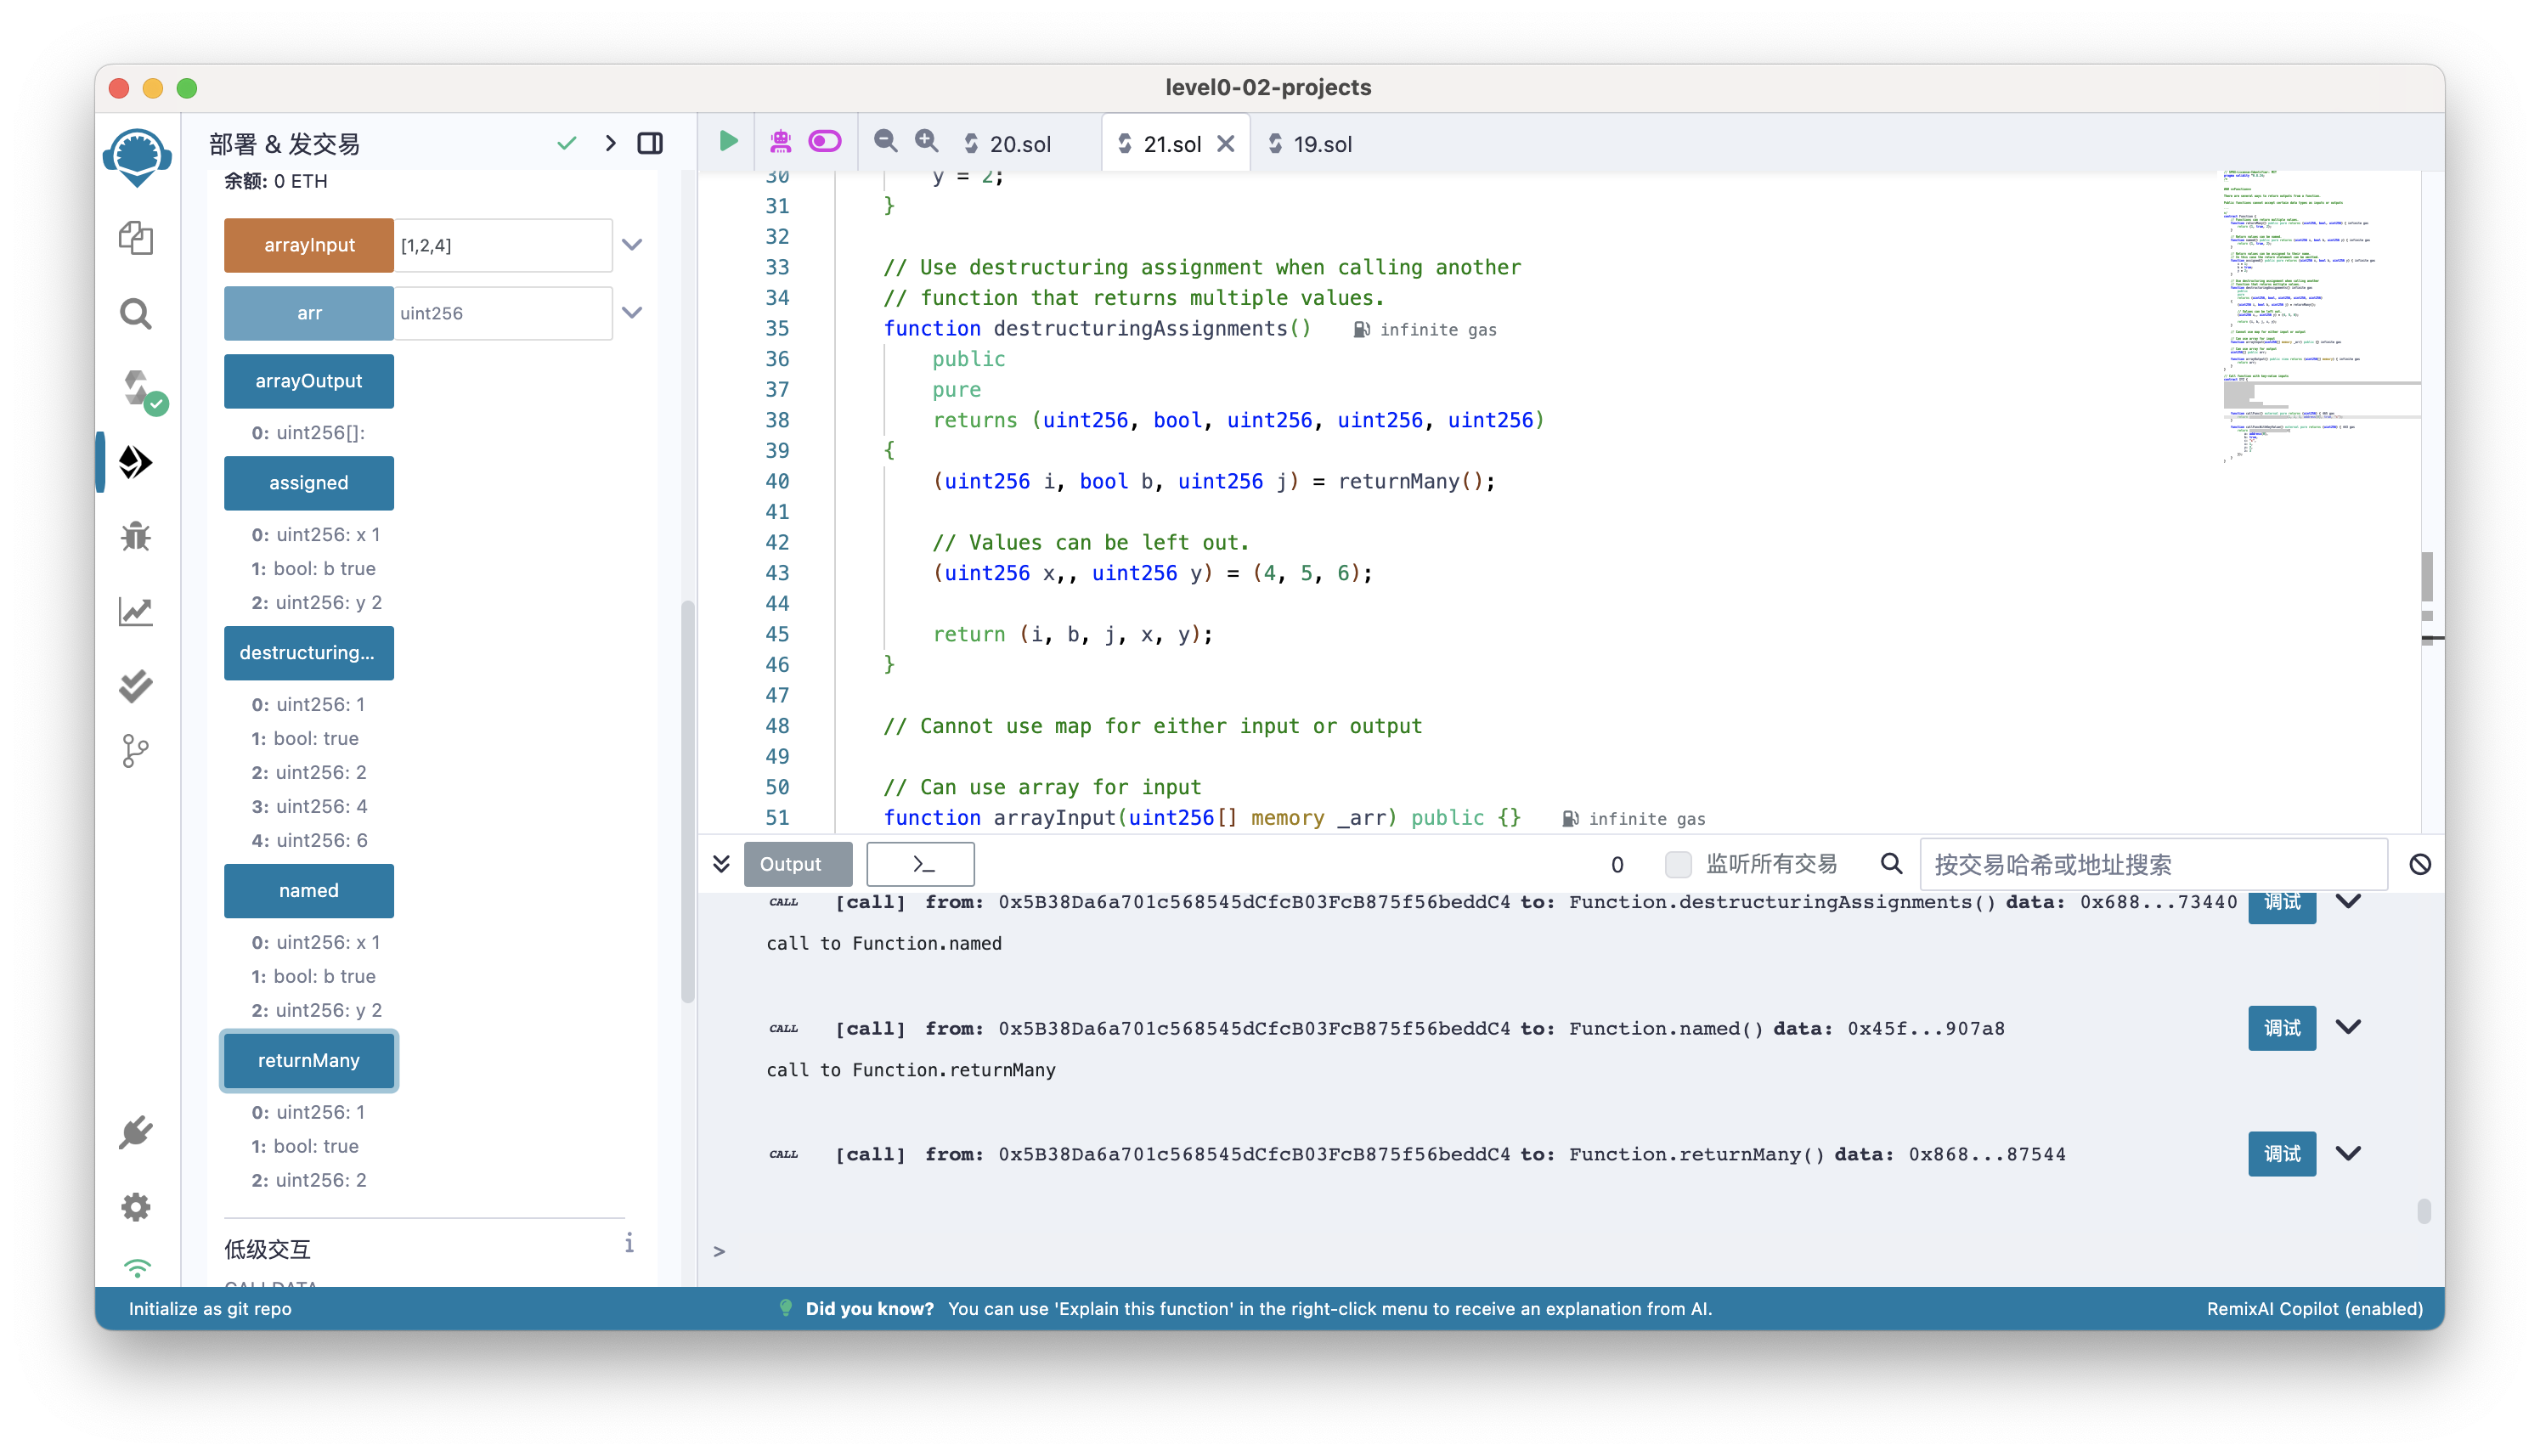 level0-02-projects
部署 & 发交易
余额: 0 ETH
arrayInput
[1,2,4]
arr
uint256
arrayOutput
0: uint256[]:
assigned
0: uint256: x 1
1: bool: b true
2: uint256: y 2
destructuring...
0: uint256: 1
1: bool: true
2: uint256: 2
3: uint256: 4
4: uint256: 6
named
0: uint256: x 1
1: bool: b true
2: uint256: y 2
returnMany
0: uint256: 1
1: bool: true
2: uint256: 2
低级交互
i
CALLDATA
20.sol
21.sol
19.sol
30 y = 2;
31 }
32
33 // Use destructuring assignment when calling another
34 // function that returns multiple values.
35 function destructuringAssignments() infinite gas
36 public
37 pure
38 returns (uint256, bool, uint256, uint256, uint256)
39 {
40 (uint256 i, bool b, uint256 j) = returnMany();
41
42 // Values can be left out.
43 (uint256 x,, uint256 y) = (4, 5, 6);
44
45 return (i, b, j, x, y);
46 }
47
48 // Cannot use map for either input or output
49
50 // Can use array for input
51 function arrayInput(uint256[] memory _arr) public {} infinite gas
Output
>_
0
监听所有交易
按交易哈希或地址搜索
CALL [call] from: 0x5B38Da6a701c568545dCfcB03FcB875f56beddC4 to: Function.destructuringAssignments() data: 0x688...73440 调试
call to Function.named
CALL [call] from: 0x5B38Da6a701c568545dCfcB03FcB875f56beddC4 to: Function.named() data: 0x45f...907a8 调试
call to Function.returnMany
CALL [call] from: 0x5B38Da6a701c568545dCfcB03FcB875f56beddC4 to: Function.returnMany() data: 0x868...87544 调试
>
Initialize as git repo
Did you know? You can use 'Explain this function' in the right-click menu to receive an explanation from AI.
RemixAI Copilot (enabled)